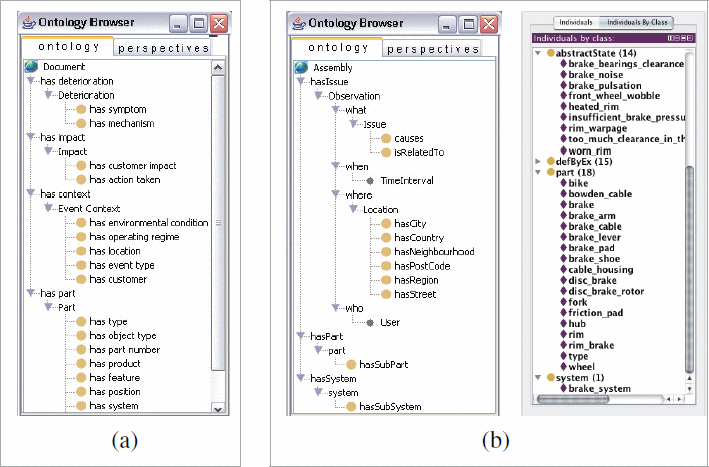 Ontology Browser
ontology perspectives
Document
has deterioration
Deterioration
has symptom
has mechanism
has impact
Impact
has customer impact
has action taken
has context
Event Context
has environmental condition
has operating regime
has location
has event type
has customer
has part
Part
has type
has object type
has part number
has product
has feature
has position
has system
(a)
Ontology Browser
ontology perspectives
Assembly
hasIssue
Observation
what
Issue
causes
isRelatedTo
when
TimeInterval
where
Location
hasCity
hasCountry
hasNeighbourhood
hasPostCode
hasRegion
hasStreet
who
User
hasPart
part
hasSubPart
hasSystem
system
hasSubSystem
Individuals Individuals By Class
Individuals by class:
abstractState (14)
brake_bearings_clearance
brake_noise
brake_pulsation
front_wheel_wobble
heated_rim
insufficient_brake_pressu
rim_warpage
too_much_clearance_in_th
worn_rim
defByEx (15)
part (18)
bike
bowden_cable
brake
brake_arm
brake_cable
brake_lever
brake_pad
brake_shoe
cable_housing
disc_brake
disc_brake_rotor
fork
friction_pad
hub
rim
rim_brake
type
wheel
system (1)
brake_system
(b)